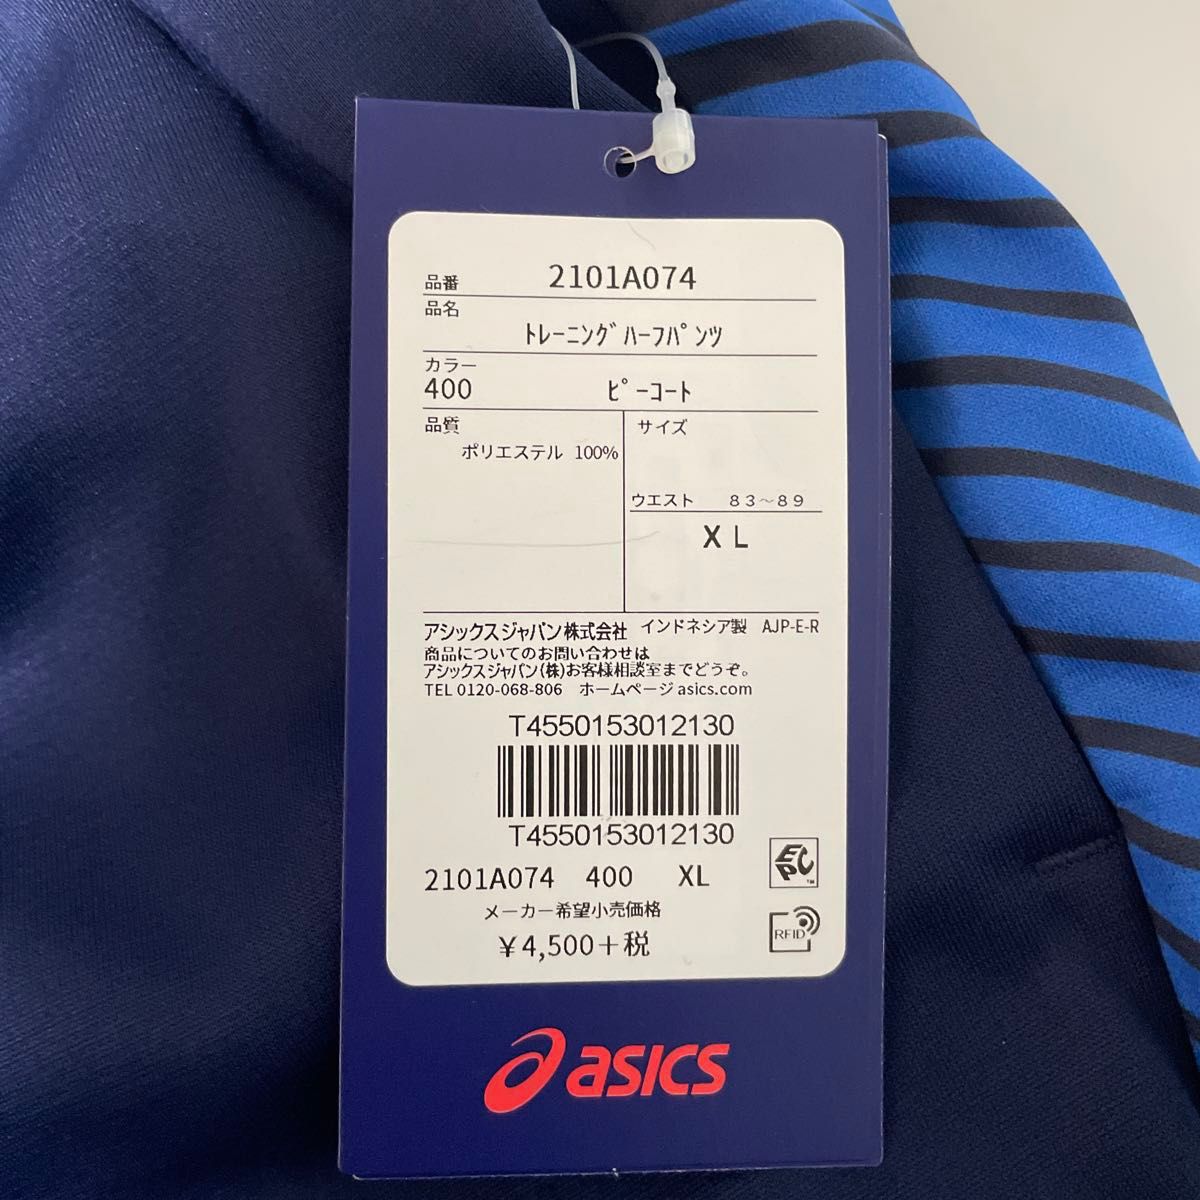 品番 2101A074
品名
ﾄﾚｰﾆﾝｸﾞﾊｰﾌﾊﾟﾝﾂ
カラー
400 ﾋﾟｰｺｰﾄ
品質 サイズ
ポリエステル 100%
ウエスト 83～89
XL
アシックスジャパン株式会社 インドネシア製 AJP-E-R
商品についてのお問い合わせは
アシックスジャパン(株)お客様相談室までどうぞ。
TEL 0120-068-806 ホームページ asics.com
T4550153012130
T4550153012130
2101A074 400 XL
EPC™
メーカー希望小売価格
RFID
¥4,500+税
asics